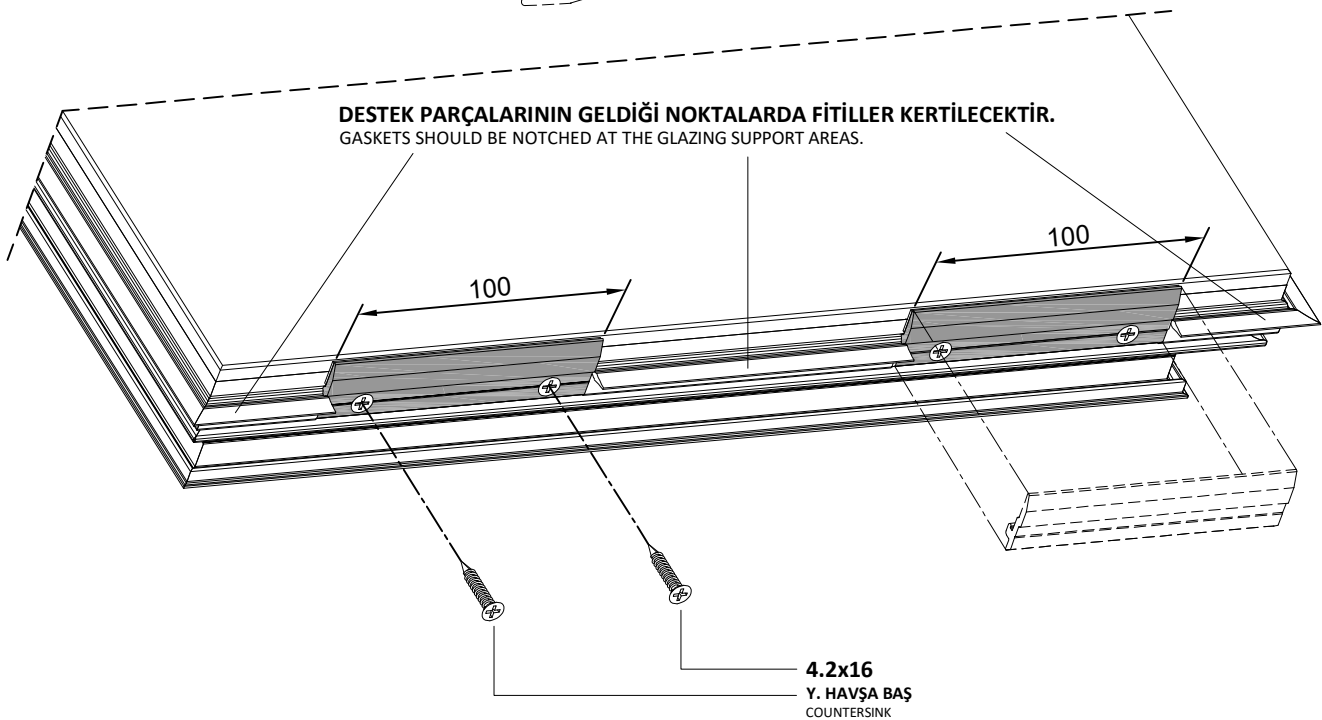 DESTEK PARÇALARININ GELDİĞİ NOKTALARDA FİTİLLER KERTİLECEKTİR.
GASKETS SHOULD BE NOTCHED AT THE GLAZING SUPPORT AREAS.
100
100
4.2x16
Y. HAVŞA BAŞ
COUNTERSINK